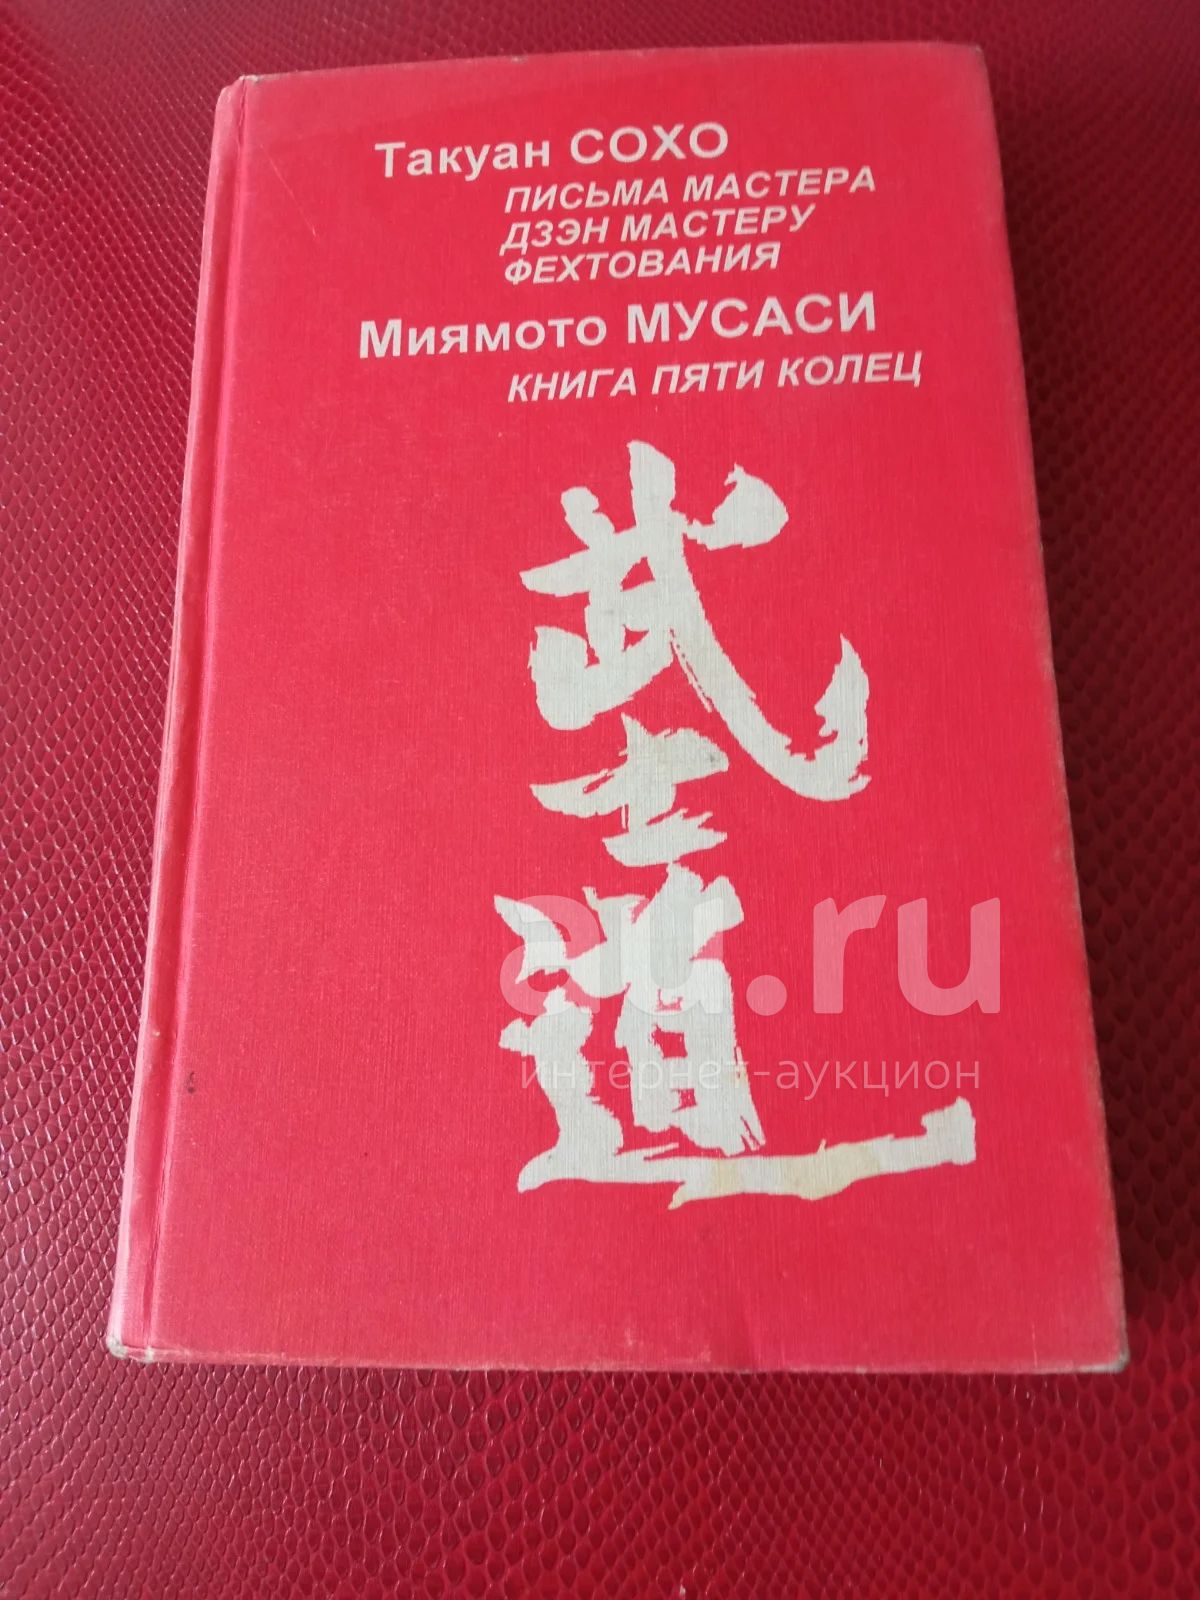 Такуан СОХО
ПИСЬМА МАСТЕРА
ДЗЭН МАСТЕРУ
ФЕХТОВАНИЯ
Миямото МУСАСИ
КНИГА ПЯТИ КОЛЕЦ
武
士
道
au.ru
интернет-аукцион